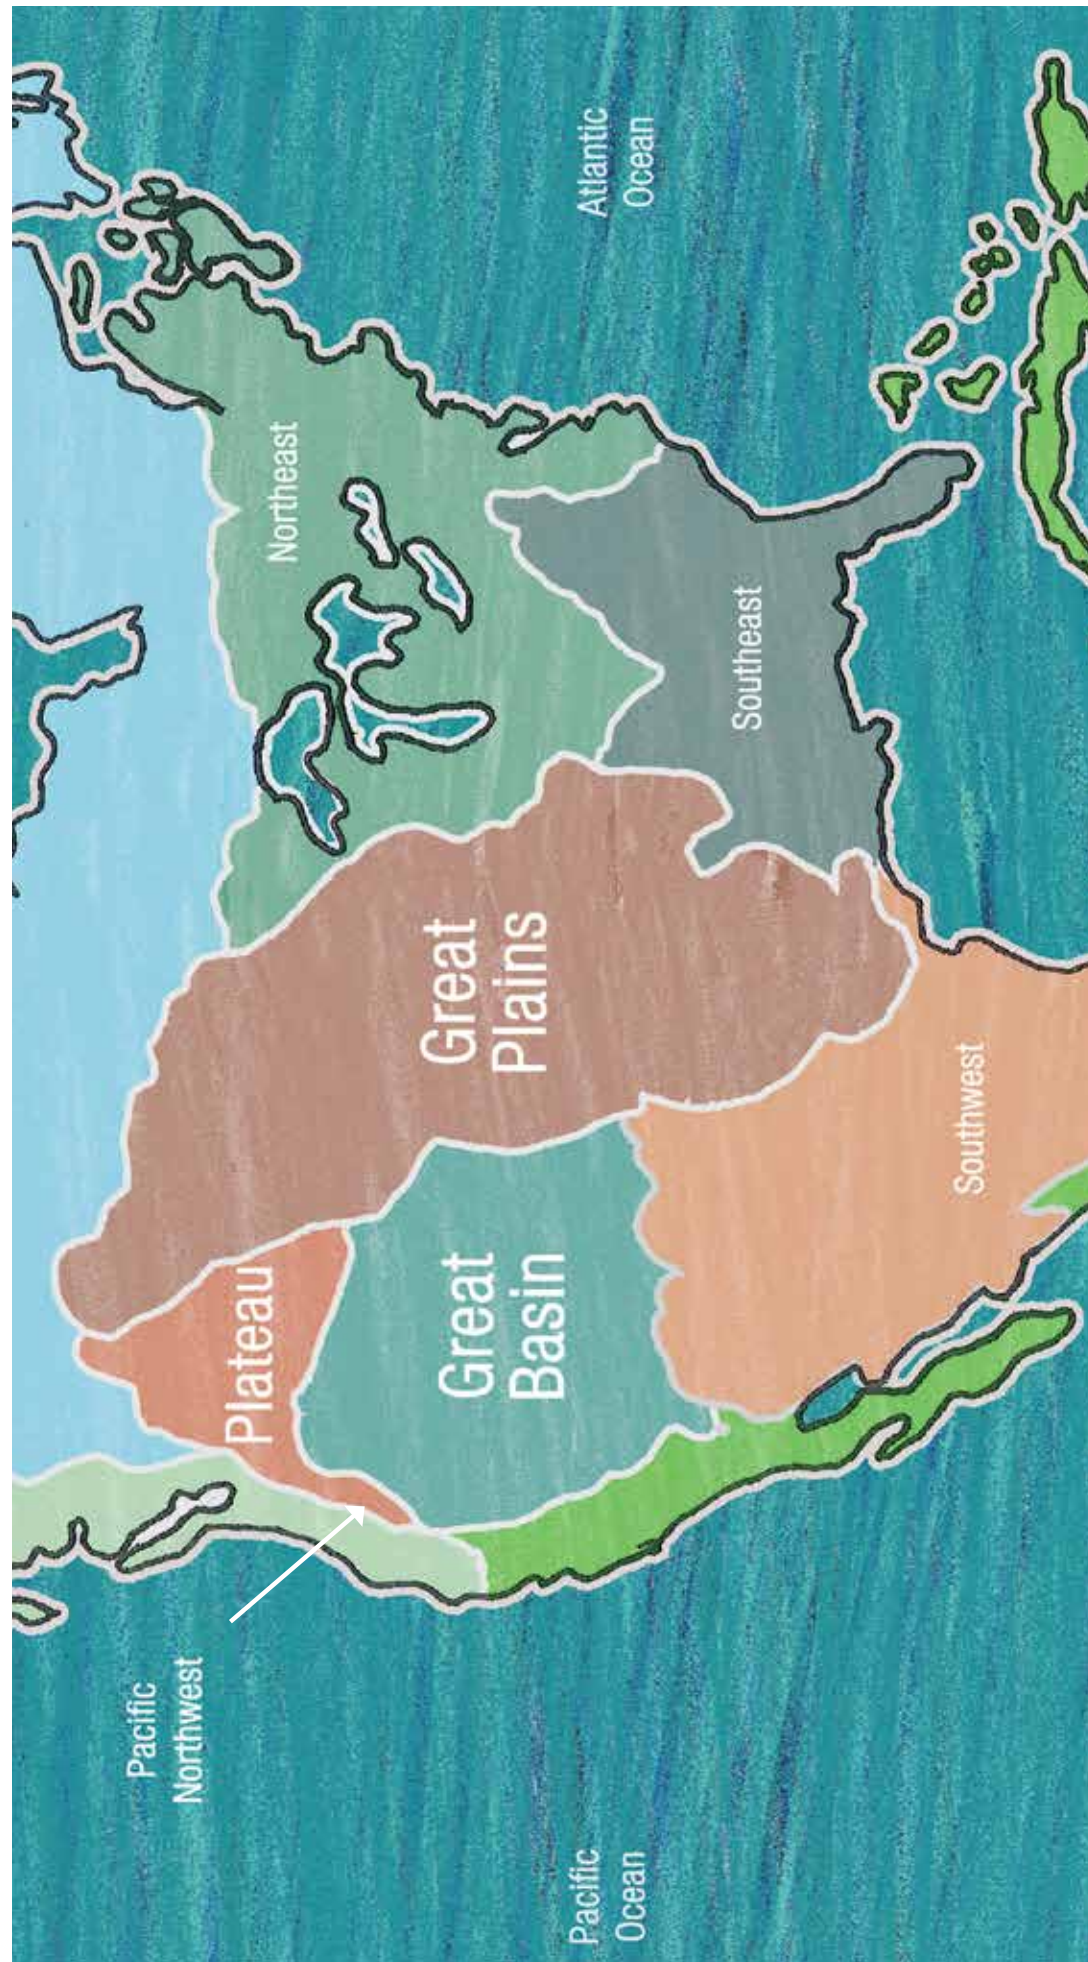 Pacific
Northwest
Plateau
Northeast
Great
Plains
Great
Basin
Southeast
Southwest
Atlantic
Ocean
Pacific
Ocean